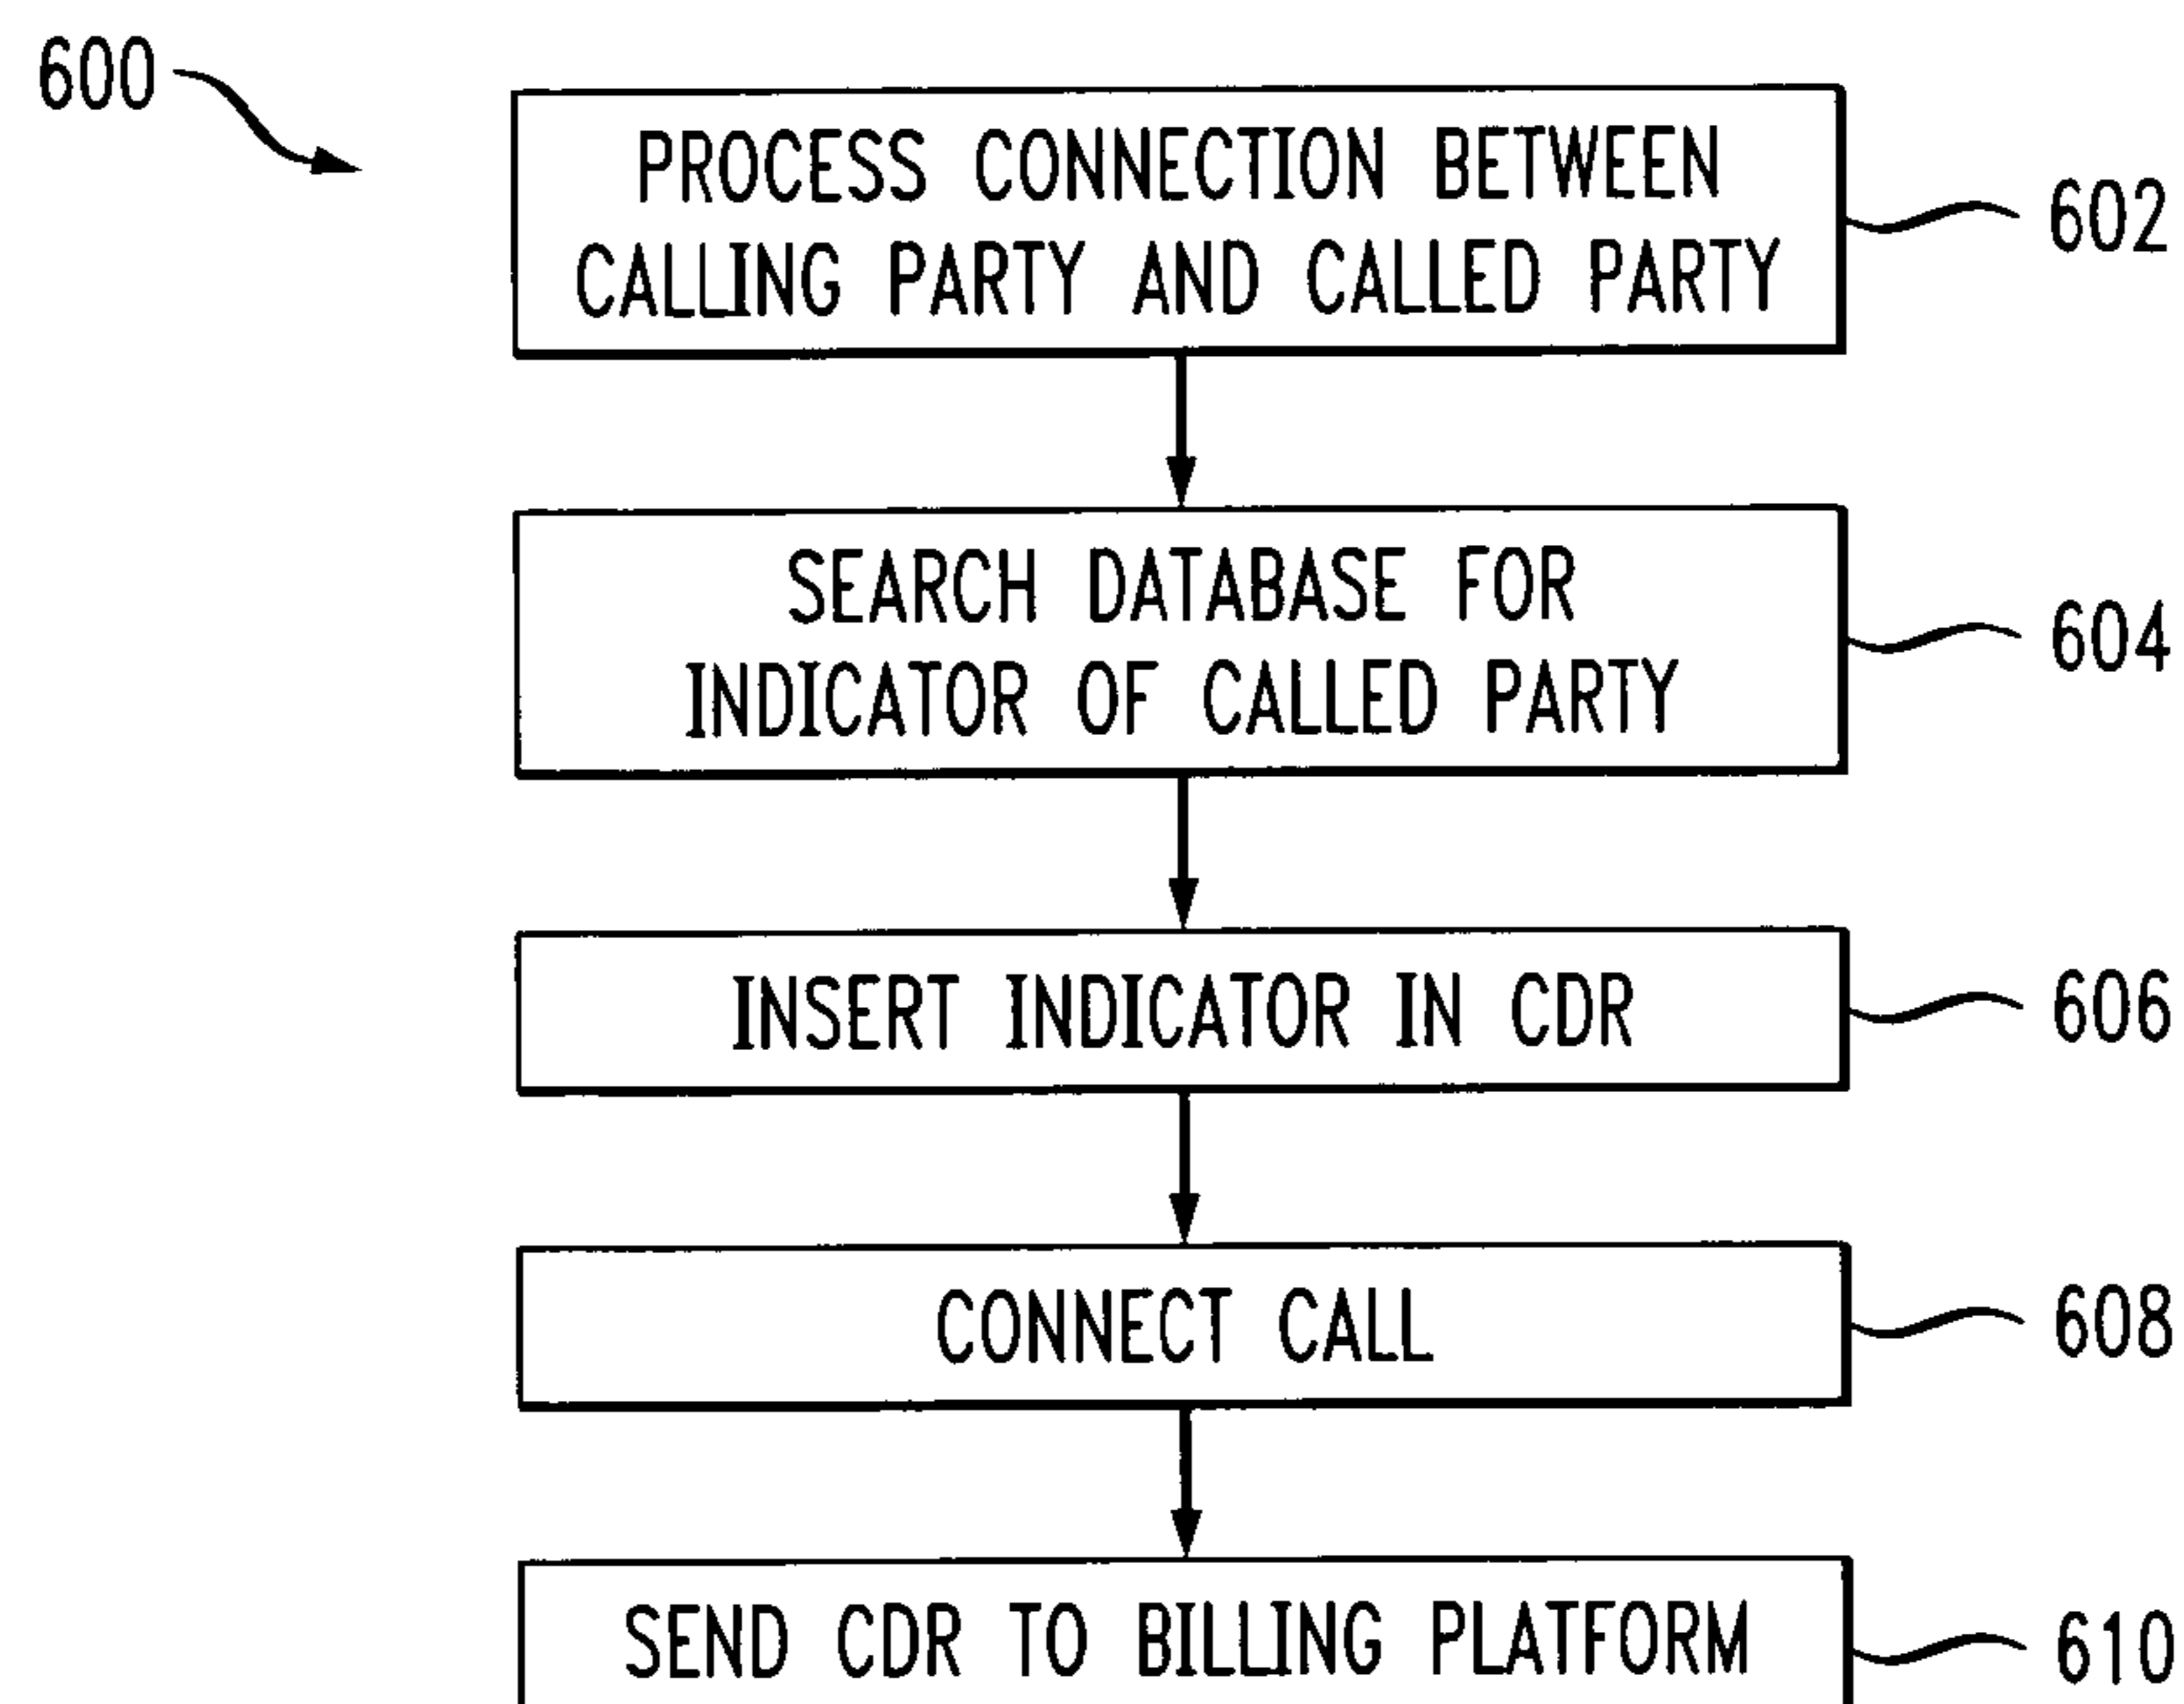 600
PROCESS CONNECTION BETWEEN
CALLING PARTY AND CALLED PARTY
602
SEARCH DATABASE FOR
INDICATOR OF CALLED PARTY
604
INSERT INDICATOR IN CDR
606
CONNECT CALL
608
SEND CDR TO BILLING PLATFORM
610